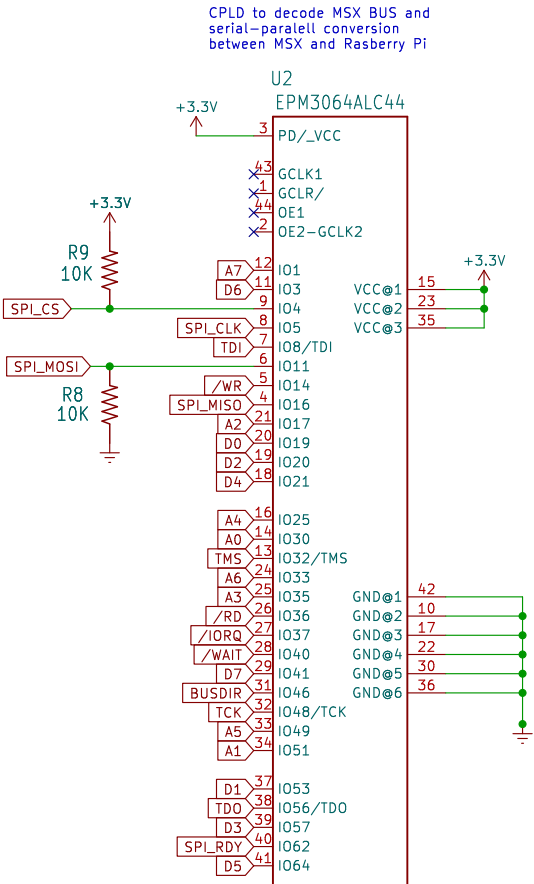 CPLD to decode MSX BUS and
serial-paralell conversion
between MSX and Rasberry Pi
U2
EPM3064ALC44
+3.3V
3 PD/_VCC
43 GCLK1
1 GCLR/
44 OE1
2 OE2-GCLK2
+3.3V
R9
10K
A7 12 IO1
D6 11 IO3
SPI_CS 9 IO4
SPI_CLK 8 IO5
TDI 7 IO8/TDI
SPI_MOSI 6 IO11
R8
10K
/WR 5 IO14
SPI_MISO 4 IO16
A2 21 IO17
D0 20 IO19
D2 19 IO20
D4 18 IO21
A4 16 IO25
A0 14 IO30
TMS 13 IO32/TMS
A6 24 IO33
A3 25 IO35
/RD 26 IO36
/IORQ 27 IO37
/WAIT 28 IO40
D7 29 IO41
BUSDIR 31 IO46
TCK 32 IO48/TCK
A5 33 IO49
A1 34 IO51
D1 37 IO53
TDO 38 IO56/TDO
D3 39 IO57
SPI_RDY 40 IO62
D5 41 IO64
+3.3V
VCC@1 15
VCC@2 23
VCC@3 35
GND@1 42
GND@2 10
GND@3 17
GND@4 22
GND@5 30
GND@6 36